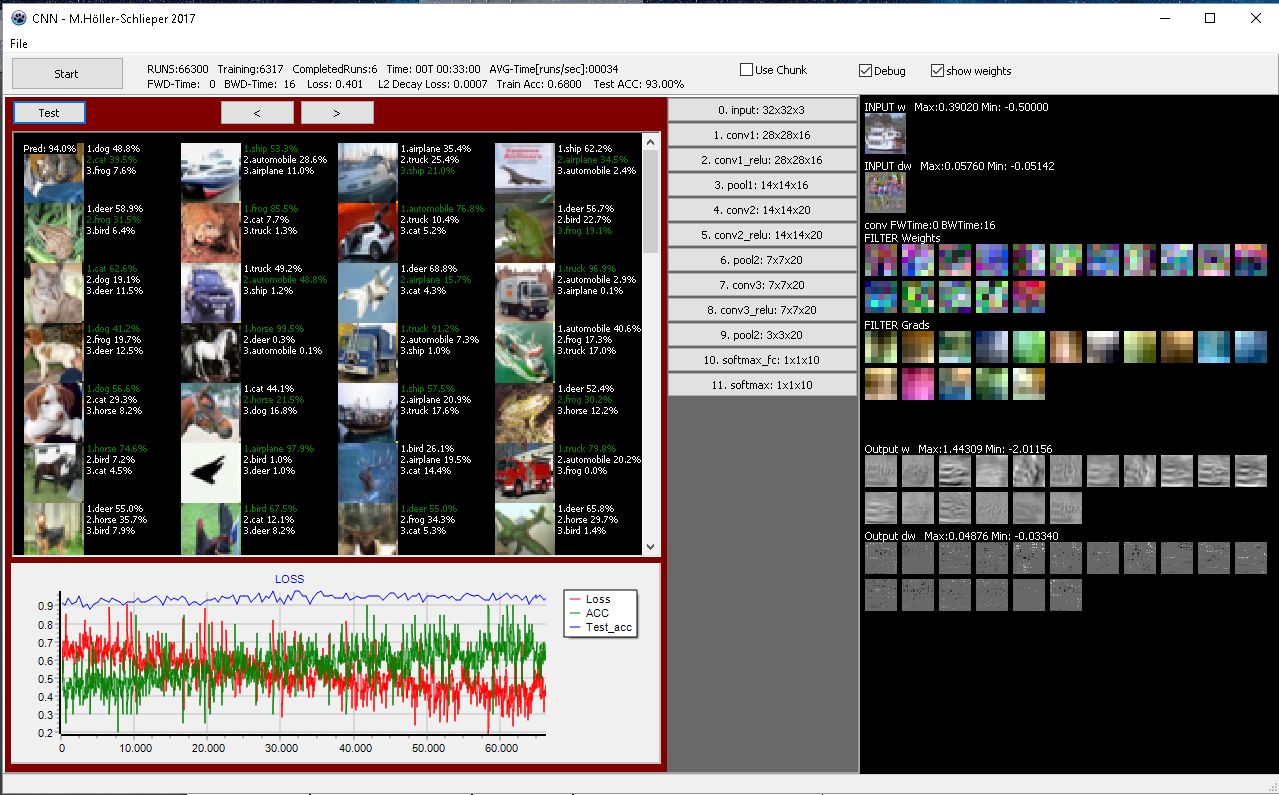 CNN - M.Höller-Schlieper 2017
File
Start
RUNS:66300 Training:6317 CompletedRuns:6 Time: 00T 00:33:00 AVG-Time[runs/sec]:00034
FWD-Time: 0 BWD-Time: 16 Loss: 0.401 L2 Decay Loss: 0.0007 Train Acc: 0.6800 Test ACC: 93.00%
Use Chunk
Debug
show weights
Test
<
>
Pred: 94.0%
1.dog 48.8%
2.cat 39.5%
3.frog 7.6%
1.ship 53.3%
2.automobile 28.6%
3.airplane 11.0%
1.airplane 35.4%
2.truck 25.4%
3.ship 21.0%
1.ship 62.2%
2.airplane 34.5%
3.automobile 2.4%
1.deer 58.9%
2.frog 31.5%
3.bird 6.4%
1.frog 85.5%
2.cat 7.7%
3.truck 1.3%
1.automobile 76.8%
2.truck 10.4%
3.cat 5.2%
1.deer 56.7%
2.bird 22.7%
3.frog 19.1%
1.cat 62.6%
2.dog 19.1%
3.deer 11.5%
1.truck 49.2%
2.automobile 48.8%
3.ship 1.2%
1.deer 68.8%
2.airplane 15.7%
3.cat 4.3%
1.truck 96.9%
2.automobile 2.9%
3.airplane 0.1%
1.dog 41.2%
2.frog 17.3%
3.deer 12.5%
1.horse 99.5%
2.deer 0.3%
3.automobile 0.1%
1.truck 91.2%
2.automobile 7.3%
3.ship 1.0%
1.automobile 40.6%
2.frog 17.3%
3.truck 17.0%
1.dog 56.6%
2.cat 29.3%
3.horse 8.2%
1.cat 44.1%
2.horse 21.5%
3.dog 16.8%
1.ship 57.5%
2.airplane 20.9%
3.truck 17.6%
1.deer 52.4%
2.frog 30.2%
3.horse 12.2%
1.horse 74.6%
2.bird 7.2%
3.cat 4.5%
1.airplane 97.9%
2.bird 1.0%
3.deer 1.0%
1.bird 26.1%
2.airplane 19.5%
3.cat 14.4%
1.truck 79.8%
2.automobile 20.2%
3.frog 0.0%
1.deer 55.0%
2.horse 35.7%
3.bird 7.9%
1.bird 67.5%
2.cat 12.1%
3.deer 8.2%
1.deer 55.0%
2.frog 34.3%
3.cat 5.3%
1.deer 65.8%
2.horse 29.7%
3.bird 1.4%
LOSS
0.9
0.8
0.7
0.6
0.5
0.4
0.3
0.2
0 10.000 20.000 30.000 40.000 50.000 60.000
Loss
ACC
Test_acc
0. input: 32x32x3
1. conv1: 28x28x16
2. conv1_relu: 28x28x16
3. pool1: 14x14x16
4. conv2: 14x14x20
5. conv2_relu: 14x14x20
6. pool2: 7x7x20
7. conv3: 7x7x20
8. conv3_relu: 7x7x20
9. pool2: 3x3x20
10. softmax_fc: 1x1x10
11. softmax: 1x1x10
INPUT w Max:0.39020 Min: -0.50000
INPUT dw Max:0.05760 Min: -0.05142
conv FWTime:0 BWTime:16
FILTER Weights
FILTER Grads
Output w Max:1.44309 Min: -2.01156
Output dw Max:0.04876 Min: -0.03340